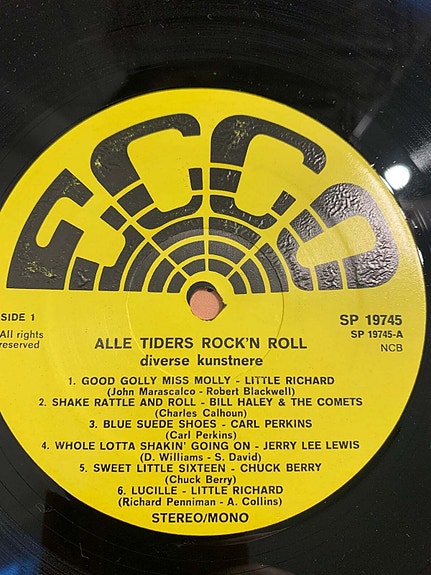 SCCS
SIDE 1
All rights
reserved
SP 19745
SP 19745-A
NCB
ALLE TIDERS ROCK'N ROLL
diverse kunstnere
1. GOOD GOLLY MISS MOLLY - LITTLE RICHARD
(John Marascalco - Robert Blackwell)
2. SHAKE RATTLE AND ROLL - BILL HALEY & THE COMETS
(Charles Calhoun)
3. BLUE SUEDE SHOES - CARL PERKINS
(Carl Perkins)
4. WHOLE LOTTA SHAKIN' GOING ON - JERRY LEE LEWIS
(D. Williams - S. David)
5. SWEET LITTLE SIXTEEN - CHUCK BERRY
(Chuck Berry)
6. LUCILLE - LITTLE RICHARD
(Richard Penniman - A. Collins)
STEREO/MONO